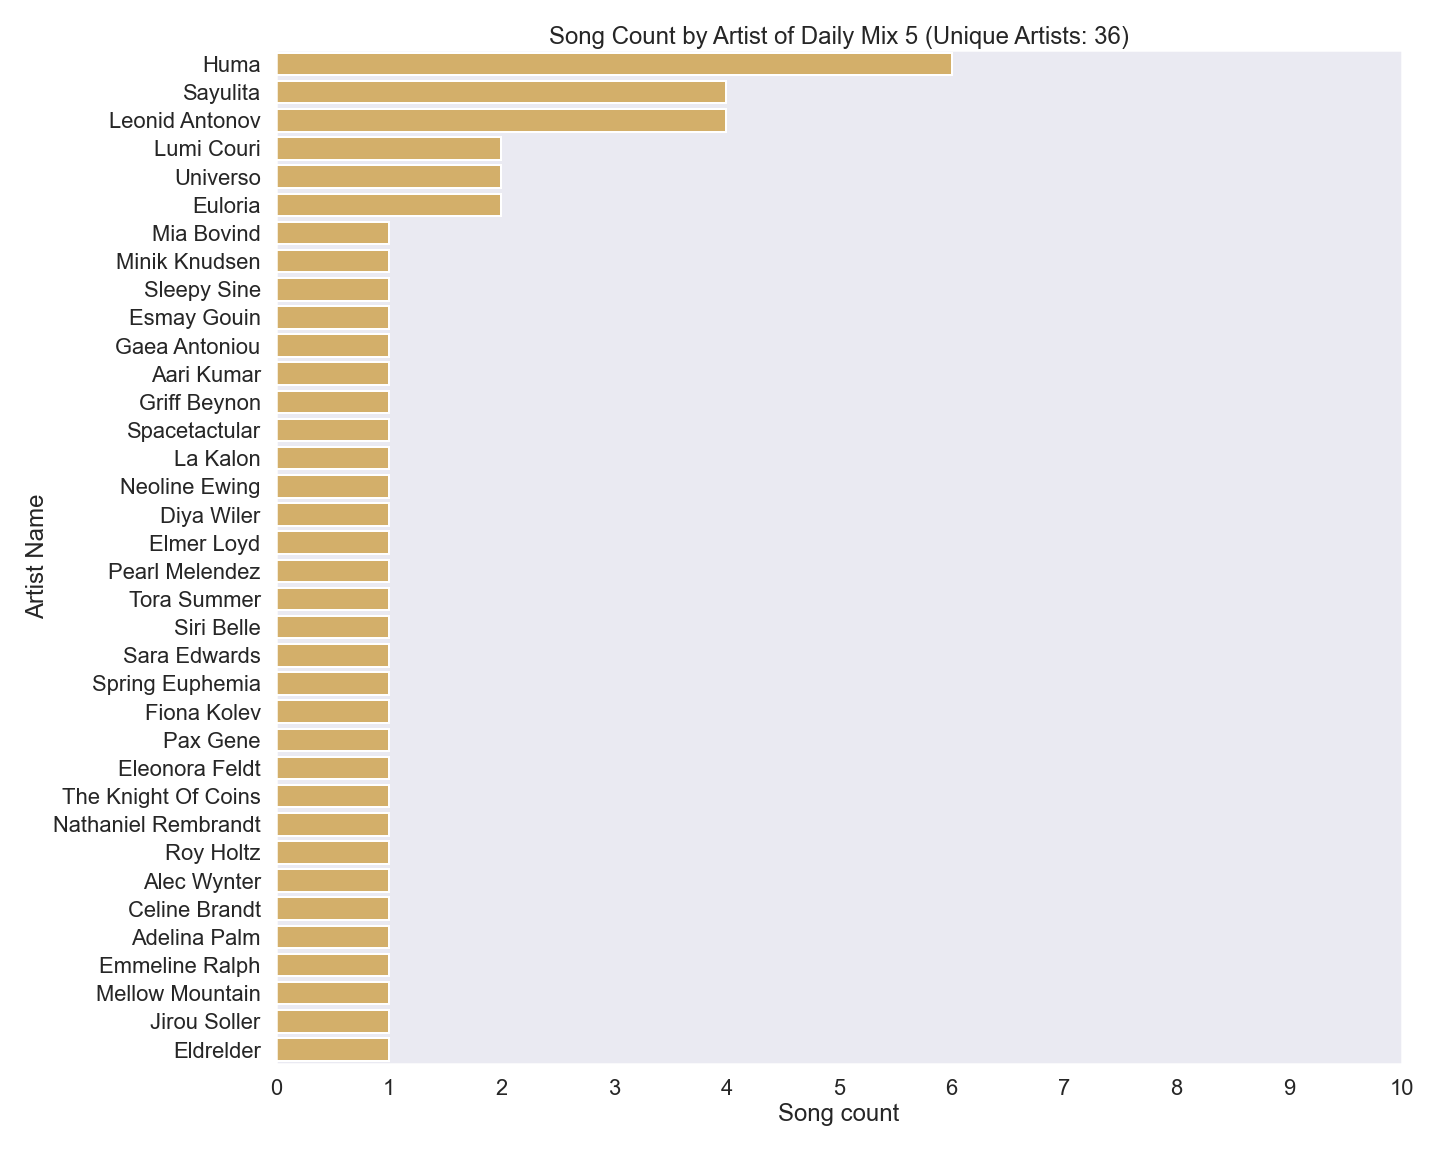 Song Count by Artist of Daily Mix 5 (Unique Artists: 36)
Huma
Sayulita
Leonid Antonov
Lumi Couri
Universo
Euloria
Mia Bovind
Minik Knudsen
Sleepy Sine
Esmay Gouin
Gaea Antoniou
Aari Kumar
Griff Beynon
Spacetactular
La Kalon
Neoline Ewing
Diya Wiler
Elmer Loyd
Pearl Melendez
Tora Summer
Siri Belle
Sara Edwards
Spring Euphemia
Fiona Kolev
Pax Gene
Eleonora Feldt
The Knight Of Coins
Nathaniel Rembrandt
Roy Holtz
Alec Wynter
Celine Brandt
Adelina Palm
Emmeline Ralph
Mellow Mountain
Jirou Soller
Eldrelder
Artist Name
0 1 2 3 4 5 6 7 8 9 10
Song count